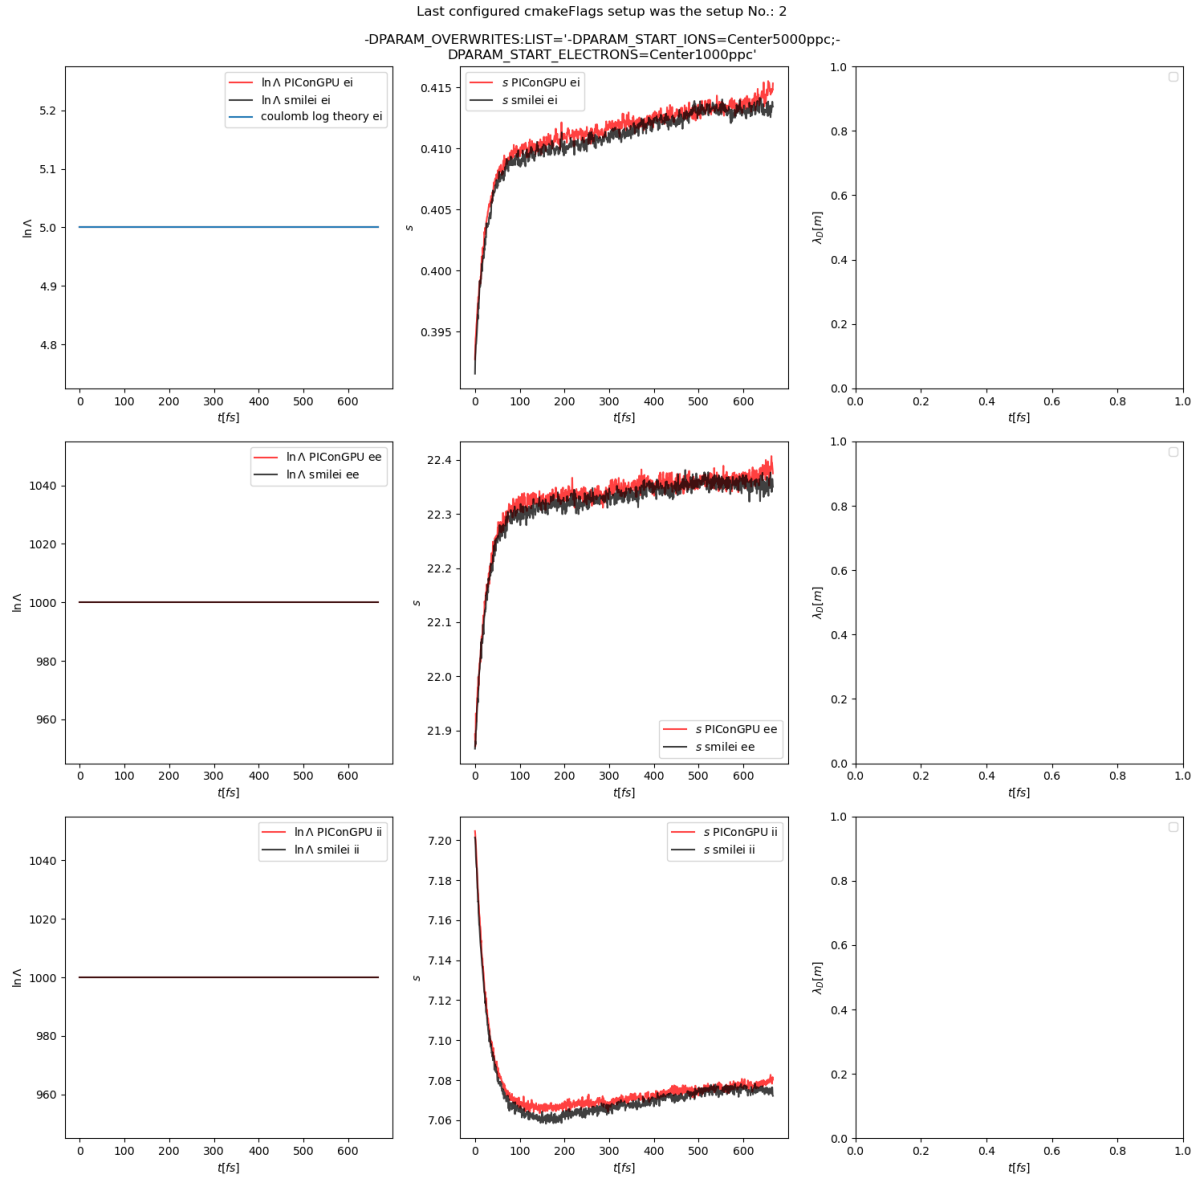 Last configured cmakeFlags setup was the setup No.: 2
-DPARAM_OVERWRITES:LIST='-DPARAM_START_IONS=Center5000ppc;-
DPARAM_START_ELECTRONS=Center1000ppc'
ln Λ PIConGPU ei
ln Λ smilei ei
coulomb log theory ei
5.2
5.1
5.0
4.9
4.8
ln Λ
0 100 200 300 400 500 600
t[fs]
s PIConGPU ei
s smilei ei
0.415
0.410
0.405
0.400
0.395
s
0 100 200 300 400 500 600
t[fs]
1.0
0.8
0.6
0.4
0.2
0.0
λD[m]
0.0 0.2 0.4 0.6 0.8 1.0
t[fs]
ln Λ PIConGPU ee
ln Λ smilei ee
1040
1020
1000
980
960
ln Λ
0 100 200 300 400 500 600
t[fs]
22.4
22.3
22.2
22.1
22.0
21.9
s
s PIConGPU ee
s smilei ee
0 100 200 300 400 500 600
t[fs]
1.0
0.8
0.6
0.4
0.2
0.0
λD[m]
0.0 0.2 0.4 0.6 0.8 1.0
t[fs]
ln Λ PIConGPU ii
ln Λ smilei ii
1040
1020
1000
980
960
ln Λ
0 100 200 300 400 500 600
t[fs]
s PIConGPU ii
s smilei ii
7.20
7.18
7.16
7.14
7.12
7.10
7.08
7.06
s
0 100 200 300 400 500 600
t[fs]
1.0
0.8
0.6
0.4
0.2
0.0
λD[m]
0.0 0.2 0.4 0.6 0.8 1.0
t[fs]